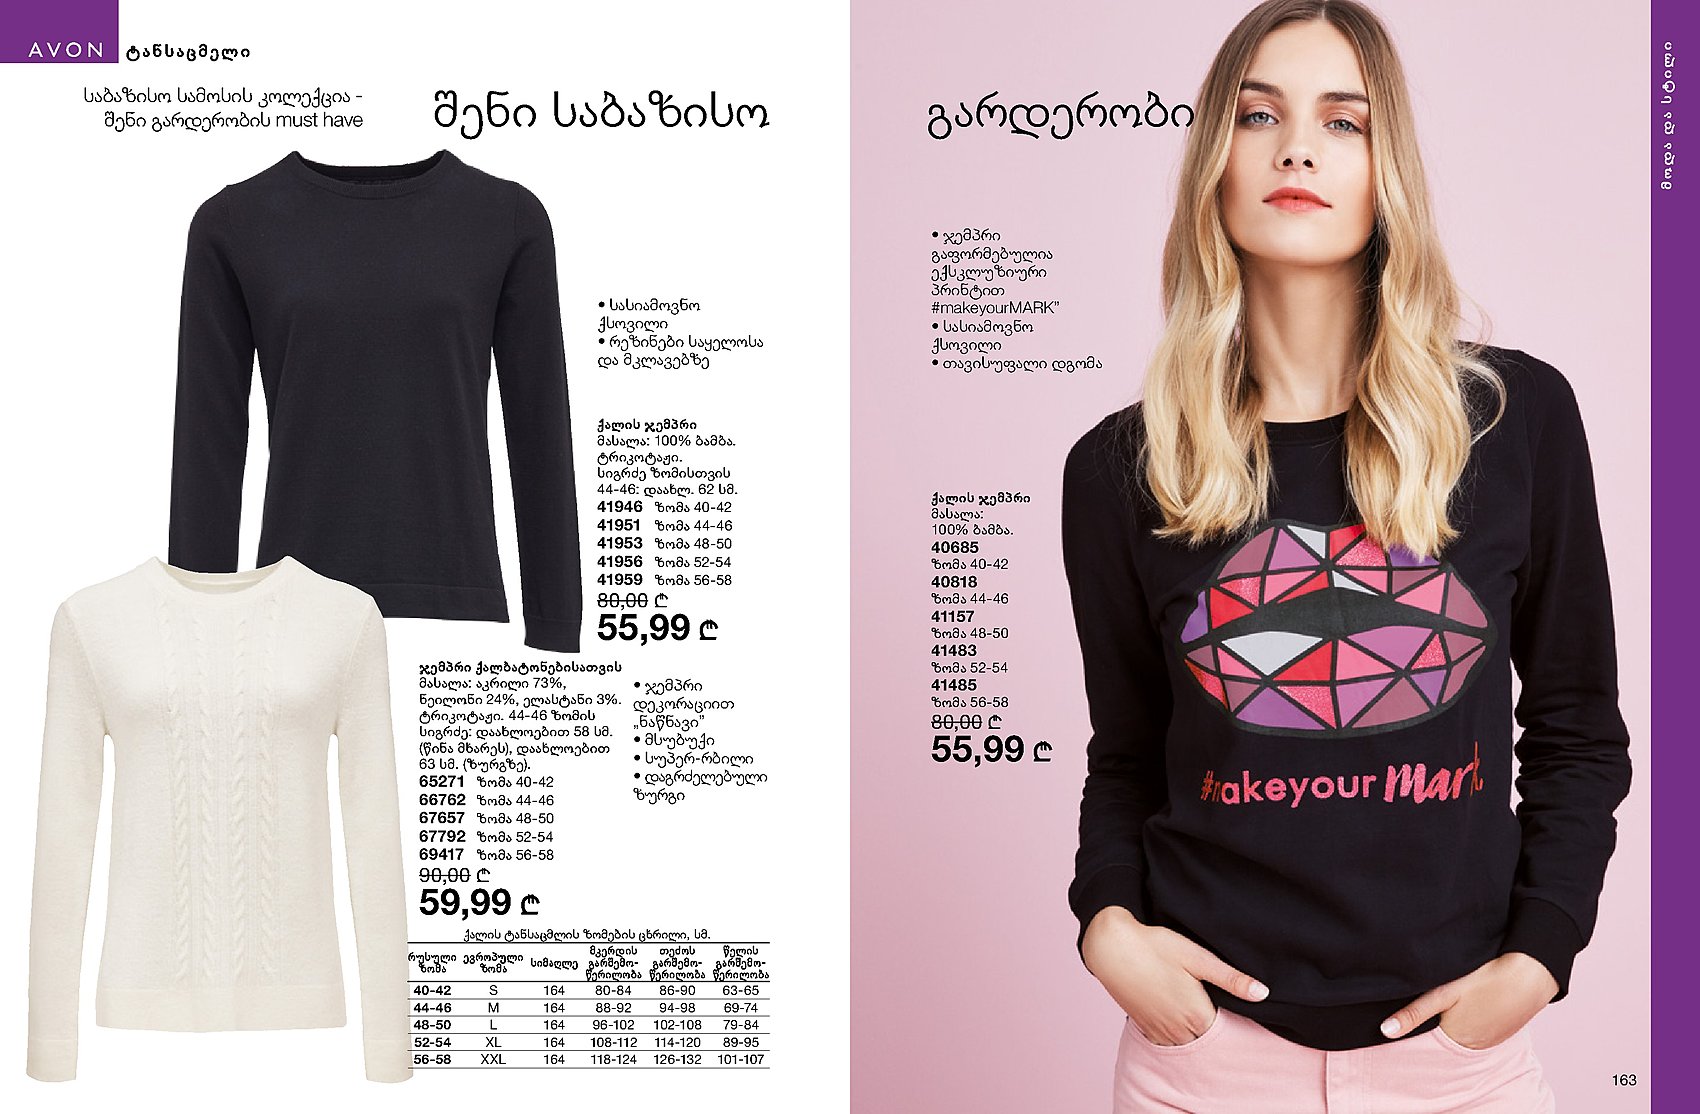 AVON ტანსაცმელი
საბაზისო სამოსის კოლექცია -
შენი გარდერობის must have
შენი საბაზისო გარდერობი
• სასიამოვნო
ქსოვილი
• რეზინები საყელოსა
და მკლავებზე
ქალის ჯემპრი
მასალა: 100% ბამბა.
ტრიკოტაჟი.
სიგრძე ზომისთვის
44-46: დაახლ. 62 სმ.
41946 ზომა 40-42
41951 ზომა 44-46
41953 ზომა 48-50
41956 ზომა 52-54
41959 ზომა 56-58
80,00 ₾
55,99 ₾
ჯემპრი ქალბატონებისათვის
მასალა: აკრილი 73%,
ნეილონი 24%, ელასტანი 3%.
ტრიკოტაჟი. 44-46 ზომის
სიგრძე: დაახლოებით 58 სმ.
(წინა მხარეს), დაახლოებით
63 სმ. (ზურგზე).
65271 ზომა 40-42
66762 ზომა 44-46
67657 ზომა 48-50
67792 ზომა 52-54
69417 ზომა 56-58
90,00 ₾
59,99 ₾
• ჯემპრი
დეკორაციით
„ნაწნავი”
• მსუბუქი
• სუპერ-რბილი
• დაგრძელებული
ზურგი
ქალის ტანსაცმლის ზომების ცხრილი, სმ.
რუსული ზომა ევროპული ზომა სიმაღლე მკერდის გარშემო-წერილობა თეძოს გარშემო-წერილობა წელის გარშემო-წერილობა
40-42 S 164 80-84 86-90 63-65
44-46 M 164 88-92 94-98 69-74
48-50 L 164 96-102 102-108 79-84
52-54 XL 164 108-112 114-120 89-95
56-58 XXL 164 118-124 126-132 101-107
• ჯემპრი
გაფორმებულია
ექსკლუზიური
პრინტით
#makeyourMARK”
• სასიამოვნო
ქსოვილი
• თავისუფალი დგომა
ქალის ჯემპრი
მასალა:
100% ბამბა.
40685
ზომა 40-42
40818
ზომა 44-46
41157
ზომა 48-50
41483
ზომა 52-54
41485
ზომა 56-58
80,00 ₾
55,99 ₾
#makeyour Mark.
მოდა და სტილი
163